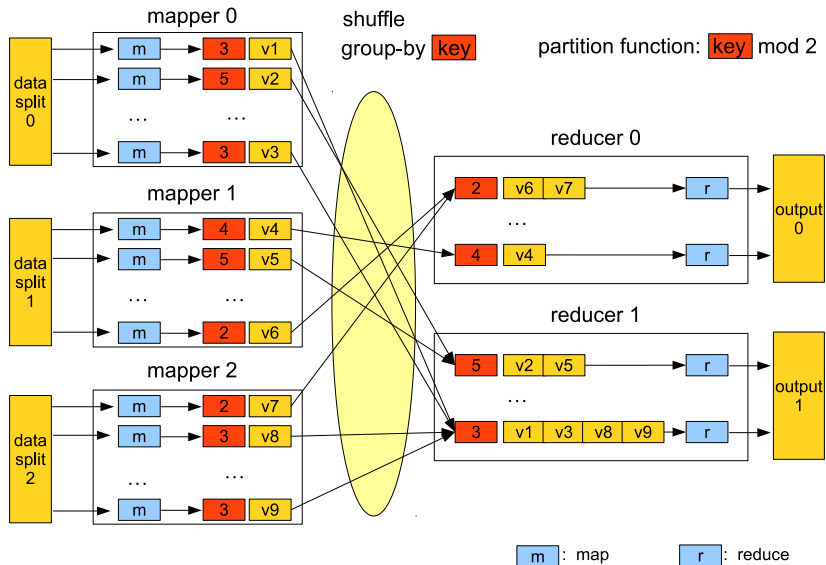 mapper 0
shuffle
group-by key
partition function: key mod 2
data
split
0
m 3 v1
m 5 v2
... ...
m 3 v3
mapper 1
data
split
1
m 4 v4
m 5 v5
... ...
m 2 v6
mapper 2
data
split
2
m 2 v7
m 3 v8
... ...
m 3 v9
reducer 0
2 v6 v7 r
...
4 v4 r
output
0
reducer 1
5 v2 v5 r
...
3 v1 v3 v8 v9 r
output
1
m : map
r : reduce